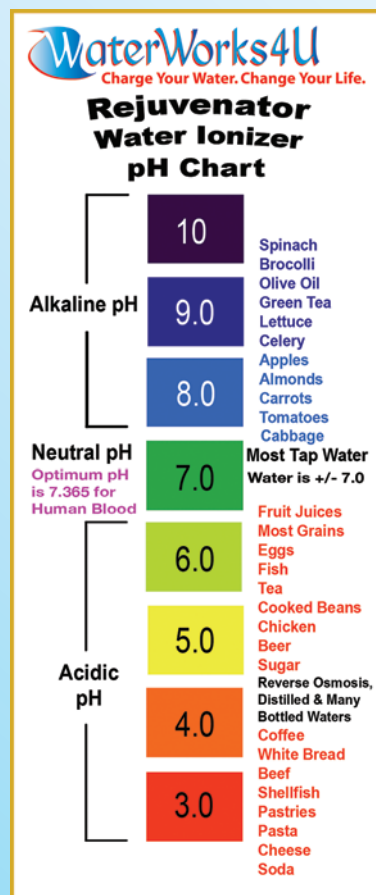 WaterWorks4U
Charge Your Water. Change Your Life.
Rejuvenator
Water Ionizer
pH Chart
10
Spinach
Brocolli
Olive Oil
Alkaline pH
9.0
Green Tea
Lettuce
Celery
Apples
8.0
Almonds
Carrots
Tomatoes
Cabbage
Neutral pH
Optimum pH
is 7.365 for
Human Blood
7.0
Most Tap Water
Water is +/- 7.0
Fruit Juices
Most Grains
6.0
Eggs
Fish
Tea
Cooked Beans
5.0
Chicken
Beer
Sugar
Acidic
pH
Reverse Osmosis,
Distilled & Many
Bottled Waters
4.0
Coffee
White Bread
Beef
3.0
Shellfish
Pastries
Pasta
Cheese
Soda